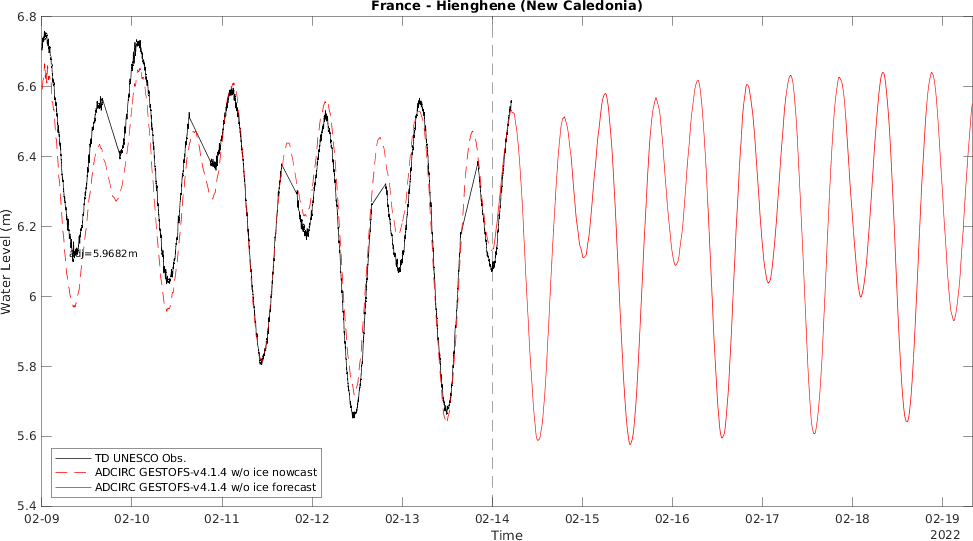 France - Hienghene (New Caledonia)
6.8
6.6
6.4
6.2
6
5.8
5.6
5.4
Water Level (m)
adj=5.9682m
TD UNESCO Obs.
ADCIRC GESTOFS-v4.1.4 w/o ice nowcast
ADCIRC GESTOFS-v4.1.4 w/o ice forecast
02-09 02-10 02-11 02-12 02-13 02-14 02-15 02-16 02-17 02-18 02-19
Time
2022